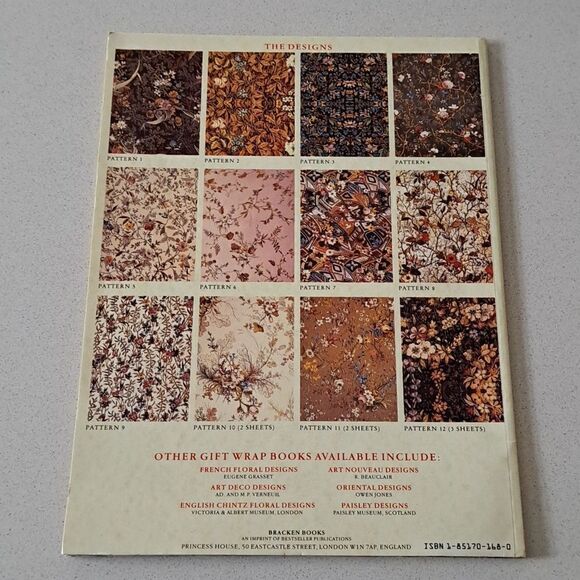 THE DESIGNS
PATTERN 1 PATTERN 2 PATTERN 3 PATTERN 4
PATTERN 5 PATTERN 6 PATTERN 7 PATTERN 8
PATTERN 9 PATTERN 10 (2 SHEETS) PATTERN 11 (2 SHEETS) PATTERN 12 (3 SHEETS)
OTHER GIFT WRAP BOOKS AVAILABLE INCLUDE:
FRENCH FLORAL DESIGNS
EUGENE GRASSET
ART NOUVEAU DESIGNS
R. BEAUCLAIR
ART DECO DESIGNS
AD. AND M.P. VERNEUIL
ORIENTAL DESIGNS
OWEN JONES
ENGLISH CHINTZ FLORAL DESIGNS
VICTORIA & ALBERT MUSEUM, LONDON
PAISLEY DESIGNS
PAISLEY MUSEUM, SCOTLAND
BRACKEN BOOKS
AN IMPRINT OF BESTSELLER PUBLICATIONS
PRINCESS HOUSE, 50 EASTCASTLE STREET, LONDON W1N 7AP, ENGLAND
ISBN 1-85170-168-0